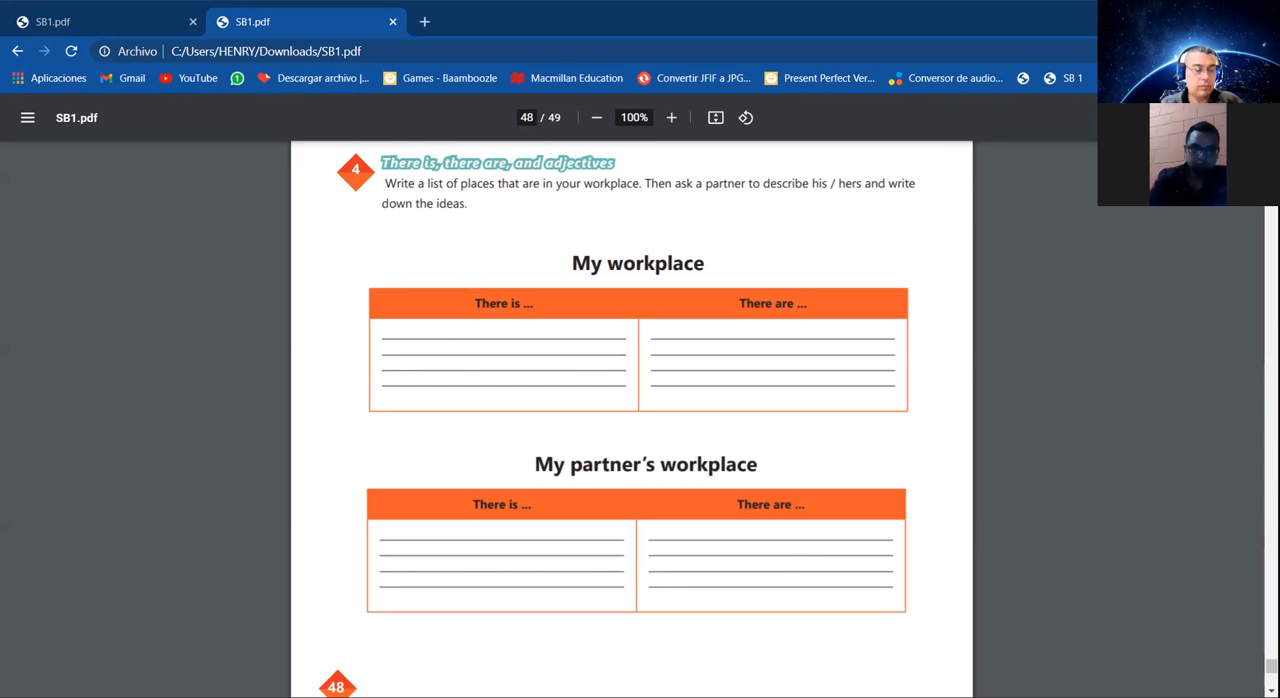 SB1.pdf
SB1.pdf
Archivo C:/Users/HENRY/Downloads/SB1.pdf
Aplicaciones Gmail YouTube 1 Descargar archivo |... Games - Baamboozle Macmillan Education Convertir JFIF a JPG... Present Perfect Ver... Conversor de audio... SB 1
SB1.pdf 48 / 49 100%
4 There is, there are, and adjectives
Write a list of places that are in your workplace. Then ask a partner to describe his / hers and write
down the ideas.
My workplace
There is ... There are ...
My partner's workplace
There is ... There are ...
48